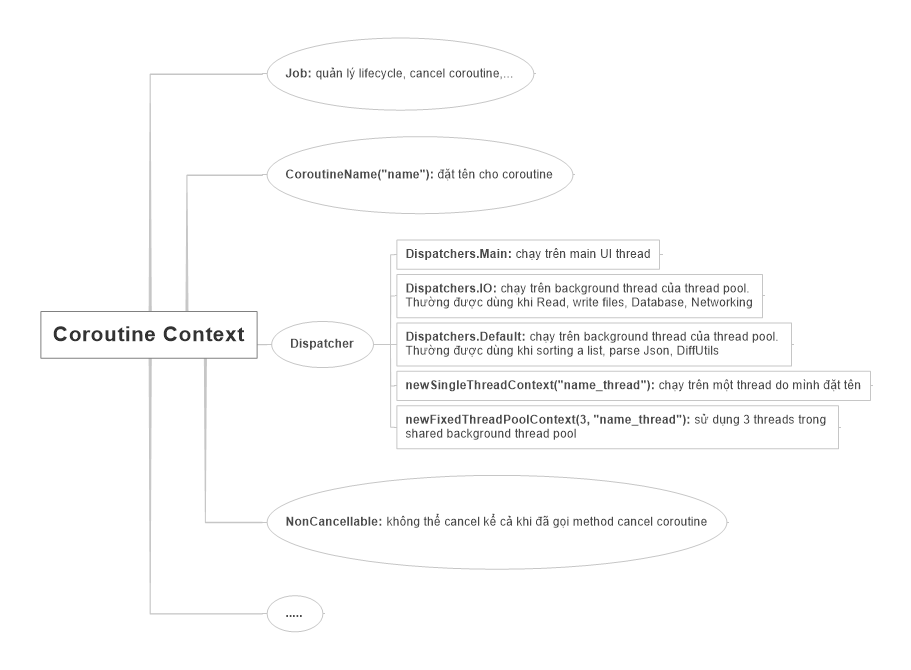 Job: quản lý lifecycle, cancel coroutine,...
CoroutineName("name"): đặt tên cho coroutine
Coroutine Context
Dispatcher
Dispatchers.Main: chạy trên main UI thread
Dispatchers.IO: chạy trên background thread của thread pool.
Thường được dùng khi Read, write files, Database, Networking
Dispatchers.Default: chạy trên background thread của thread pool.
Thường được dùng khi sorting a list, parse Json, DiffUtils
newSingleThreadContext("name_thread"): chạy trên một thread do mình đặt tên
newFixedThreadPoolContext(3, "name_thread"): sử dụng 3 threads trong
shared background thread pool
NonCancellable: không thể cancel kể cả khi đã gọi method cancel coroutine
.....